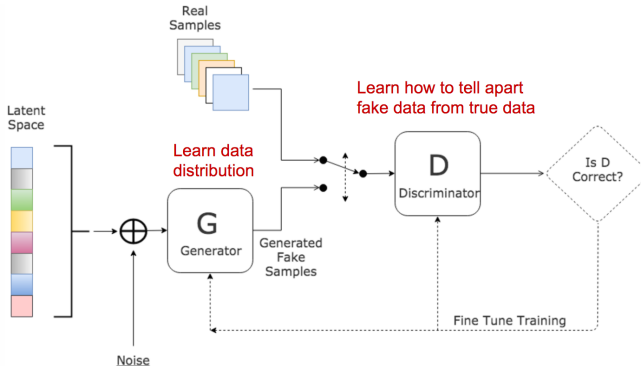 Real
Samples
Latent
Space
Learn how to tell apart
fake data from true data
Learn data
distribution
D
Discriminator
Is D
Correct?
G
Generator
Generated
Fake
Samples
Fine Tune Training
Noise